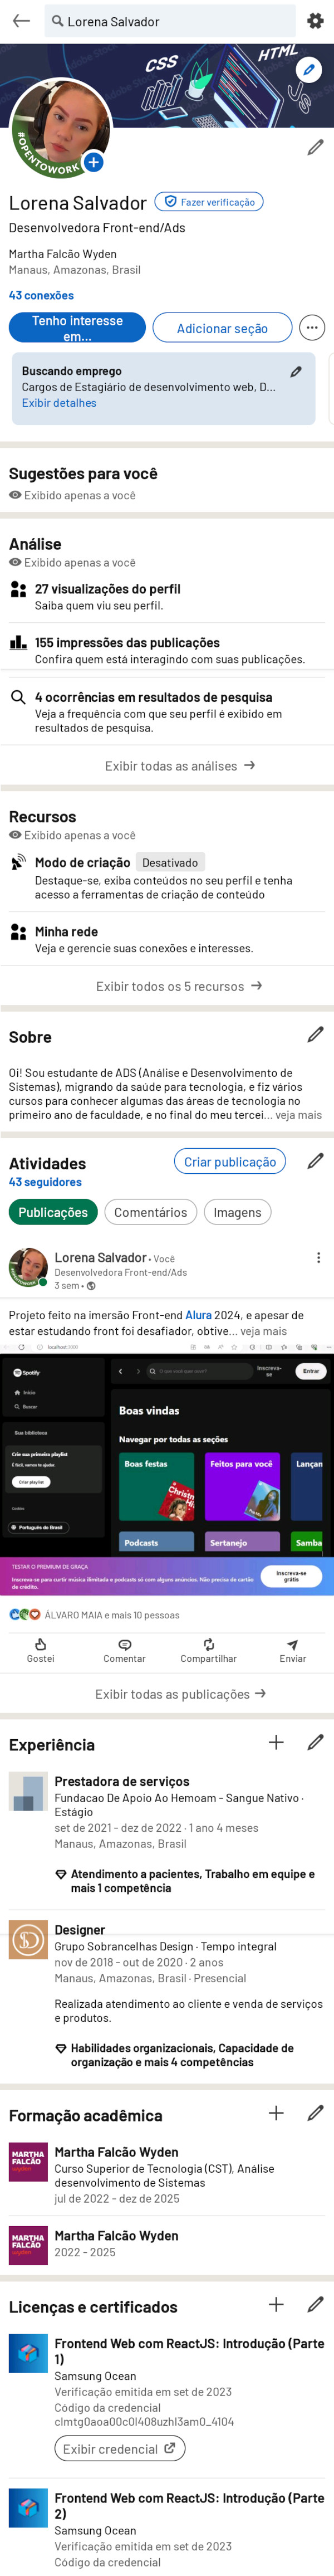 Lorena Salvador
CSS
HTML
#OPENTOWORK
Lorena Salvador
Fazer verificação
Desenvolvedora Front-end/Ads
Martha Falcão Wyden
Manaus, Amazonas, Brasil
43 conexões
Tenho interesse
em...
Adicionar seção
Buscando emprego
Cargos de Estagiário de desenvolvimento web, D...
Exibir detalhes
Sugestões para você
Exibido apenas a você
Análise
Exibido apenas a você
27 visualizações do perfil
Saiba quem viu seu perfil.
155 impressões das publicações
Confira quem está interagindo com suas publicações.
4 ocorrências em resultados de pesquisa
Veja a frequência com que seu perfil é exibido em
resultados de pesquisa.
Exibir todas as análises
Recursos
Exibido apenas a você
Modo de criação Desativado
Destaque-se, exiba conteúdos no seu perfil e tenha
acesso a ferramentas de criação de conteúdo
Minha rede
Veja e gerencie suas conexões e interesses.
Exibir todos os 5 recursos
Sobre
Oi! Sou estudante de ADS (Análise e Desenvolvimento de
Sistemas), migrando da saúde para tecnologia, e fiz vários
cursos para conhecer algumas das áreas de tecnologia no
primeiro ano de faculdade, e no final do meu tercei... veja mais
Atividades
Criar publicação
43 seguidores
Publicações
Comentários
Imagens
Lorena Salvador • Você
Desenvolvedora Front-end/Ads
3 sem •
Projeto feito na imersão Front-end Alura 2024, e apesar de
estar estudando front foi desafiador, obtive... veja mais
Spotify
Início
Buscar
Sua biblioteca
Crie sua primeira playlist
É fácil, vamos te ajudar.
Criar playlist
Cookies
Português do Brasil
O que você quer ouvir?
Inscreva-
se
Entrar
Boas vindas
Navegar por todas as seções
Boas festas
Feitos para você
Lançan
Podcasts
Sertanejo
Samba
TESTAR O PREMIUM DE GRAÇA
Inscreva-se para curtir música ilimitada e podcasts só com alguns anúncios. Não precisa de cartão
de crédito.
Inscreva-se
grátis
ÁLVARO MAIA e mais 10 pessoas
Gostei
Comentar
Compartilhar
Enviar
Exibir todas as publicações
Experiência
Prestadora de serviços
Fundacao De Apoio Ao Hemoam - Sangue Nativo ·
Estágio
set de 2021 - dez de 2022 · 1 ano 4 meses
Manaus, Amazonas, Brasil
Atendimento a pacientes, Trabalho em equipe e
mais 1 competência
Designer
Grupo Sobrancelhas Design · Tempo integral
nov de 2018 - out de 2020 · 2 anos
Manaus, Amazonas, Brasil · Presencial
Realizada atendimento ao cliente e venda de serviços
e produtos.
Habilidades organizacionais, Capacidade de
organização e mais 4 competências
Formação acadêmica
MARTHA
FALCÃO
Martha Falcão Wyden
Curso Superior de Tecnologia (CST), Análise
desenvolvimento de Sistemas
jul de 2022 - dez de 2025
MARTHA
FALCÃO
Martha Falcão Wyden
2022 - 2025
Licenças e certificados
Frontend Web com ReactJS: Introdução (Parte
1)
Samsung Ocean
Verificação emitida em set de 2023
Código da credencial
clmtg0aoa00c0l408uzhl3am0_4104
Exibir credencial
Frontend Web com ReactJS: Introdução (Parte
2)
Samsung Ocean
Verificação emitida em set de 2023
Código da credencial